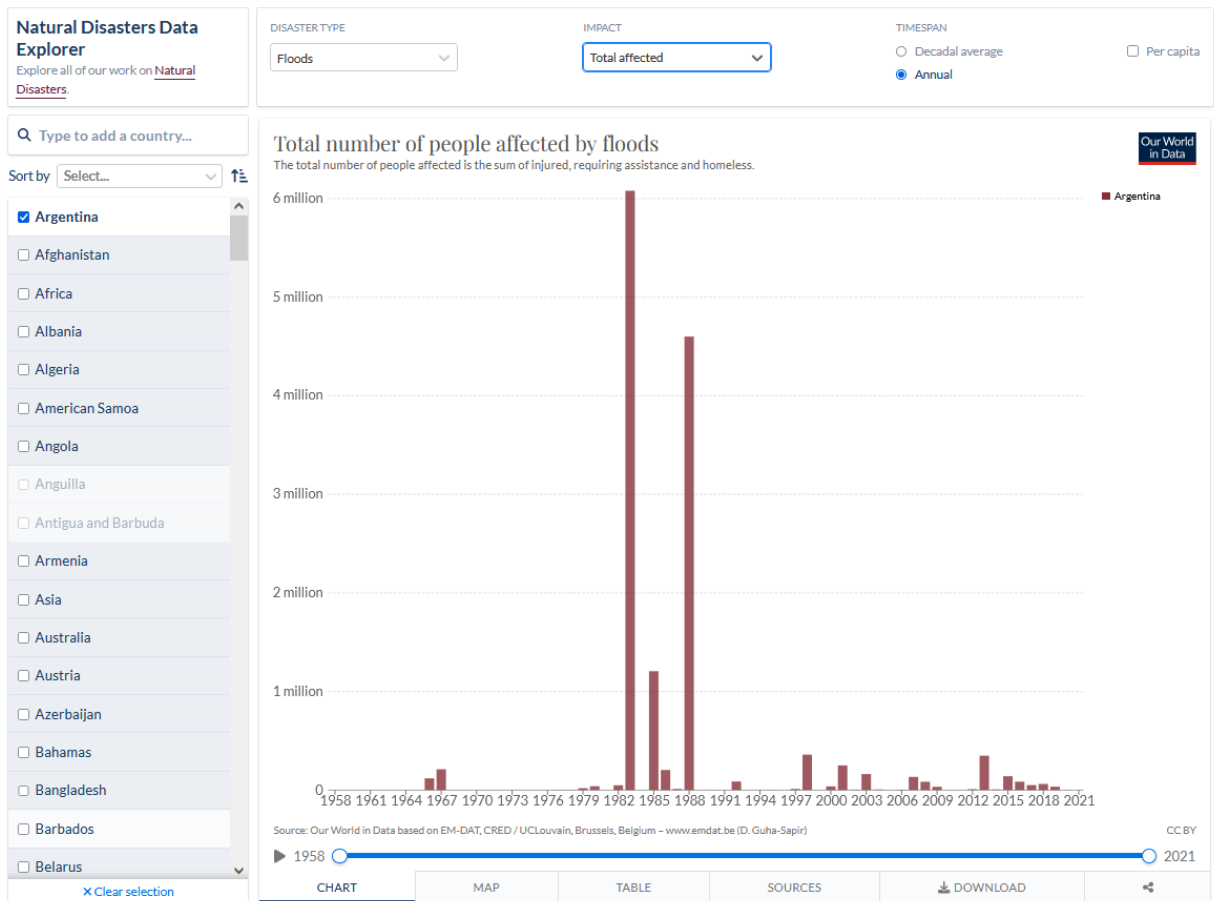 Natural Disasters Data
Explorer
Explore all of our work on Natural
Disasters.
DISASTER TYPE
Floods
IMPACT
Total affected
TIMESPAN
Decadal average
Annual
Per capita
Type to add a country...
Sort by Select...
Argentina
Afghanistan
Africa
Albania
Algeria
American Samoa
Angola
Anguilla
Antigua and Barbuda
Armenia
Asia
Australia
Austria
Azerbaijan
Bahamas
Bangladesh
Barbados
Belarus
× Clear selection
Total number of people affected by floods
The total number of people affected is the sum of injured, requiring assistance and homeless.
Our World
in Data
6 million
5 million
4 million
3 million
2 million
1 million
0
1958 1961 1964 1967 1970 1973 1976 1979 1982 1985 1988 1991 1994 1997 2000 2003 2006 2009 2012 2015 2018 2021
Argentina
Source: Our World in Data based on EM-DAT, CRED / UCLouvain, Brussels, Belgium – www.emdat.be (D. Guha-Sapir)
CC BY
1958
2021
CHART
MAP
TABLE
SOURCES
DOWNLOAD